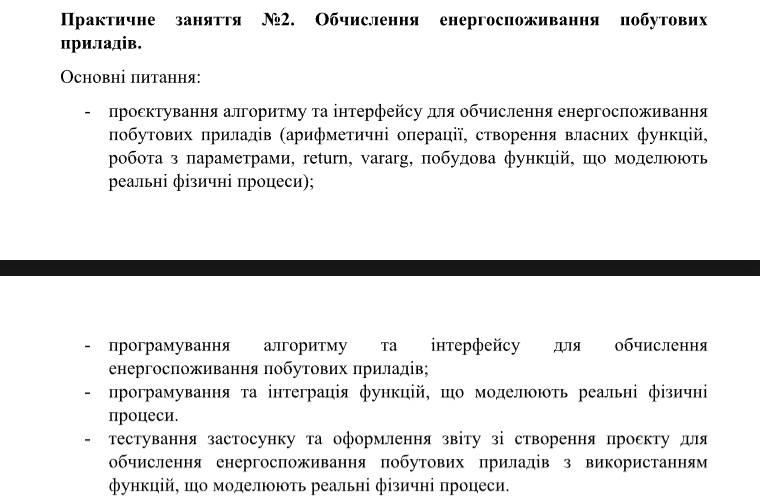 Практичне заняття №2. Обчислення енергоспоживання побутових
приладів.
Основні питання:
- проєктування алгоритму та інтерфейсу для обчислення енергоспоживання
побутових приладів (арифметичні операції, створення власних функцій,
робота з параметрами, return, vararg, побудова функцій, що моделюють
реальні фізичні процеси);
- програмування алгоритму та інтерфейсу для обчислення
енергоспоживання побутових приладів;
- програмування та інтеграція функцій, що моделюють реальні фізичні
процеси.
- тестування застосунку та оформлення звіту зі створення проєкту для
обчислення енергоспоживання побутових приладів з використанням
функцій, що моделюють реальні фізичні процеси.